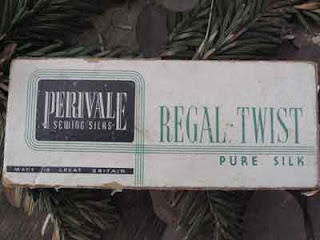 PERIVALE
SEWING SILKS
REGAL-TWIST
PURE SILK
MADE IN GREAT BRITAIN